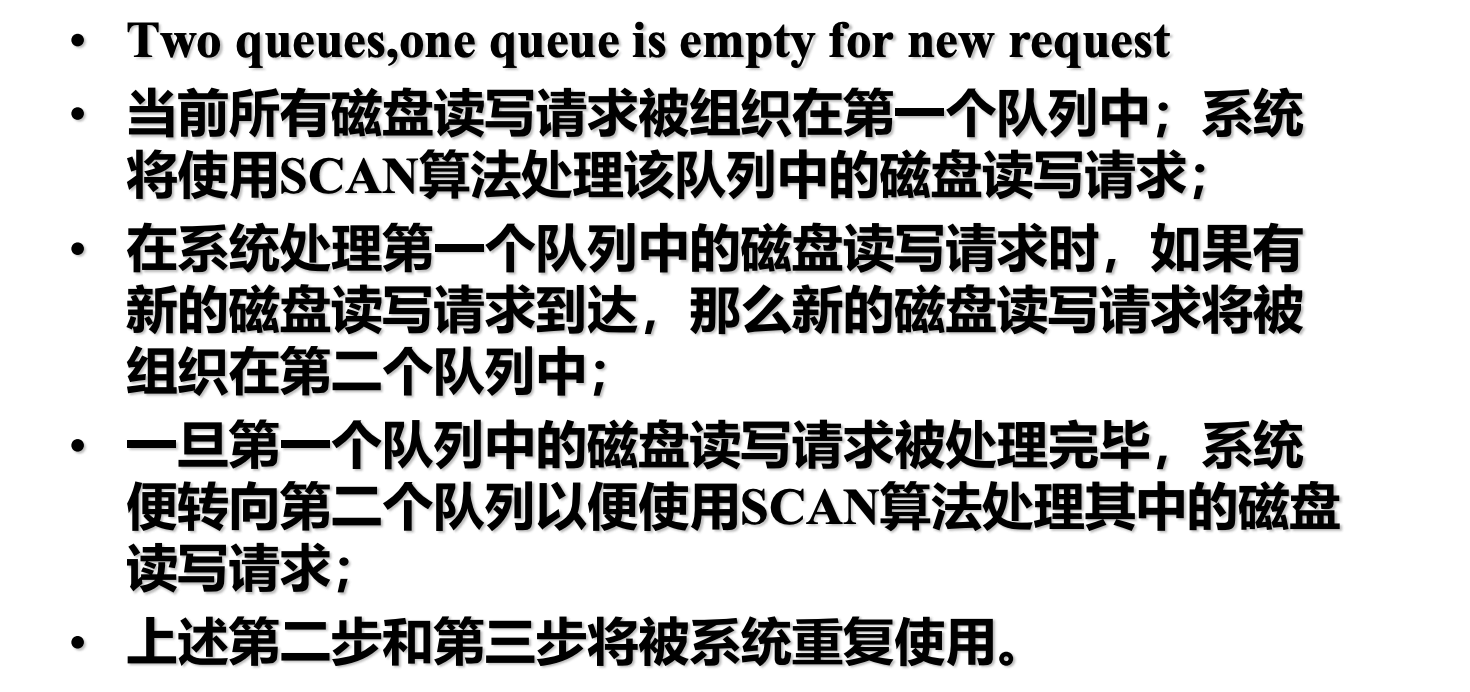 • Two queues,one queue is empty for new request
• 当前所有磁盘读写请求被组织在第一个队列中；系统
将使用SCAN算法处理该队列中的磁盘读写请求；
• 在系统处理第一个队列中的磁盘读写请求时，如果有
新的磁盘读写请求到达，那么新的磁盘读写请求将被
组织在第二个队列中；
• 一旦第一个队列中的磁盘读写请求被处理完毕，系统
便转向第二个队列以便使用SCAN算法处理其中的磁盘
读写请求；
• 上述第二步和第三步将被系统重复使用。